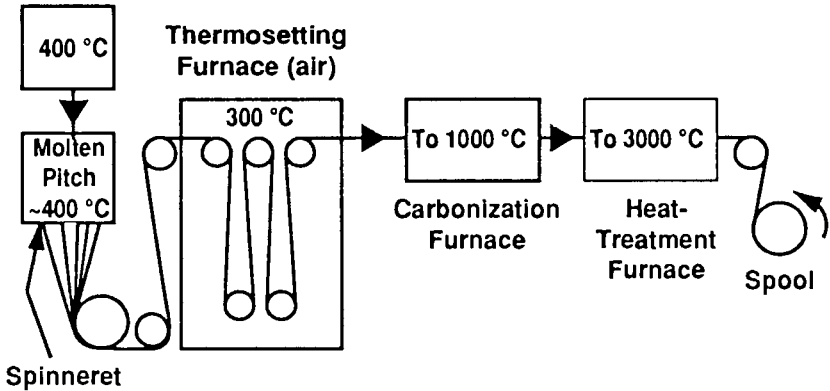 400 °C
Thermosetting
Furnace (air)
300 °C
Molten
Pitch
~400 °C
To 1000 °C
To 3000 °C
Carbonization
Furnace
Heat-
Treatment
Furnace
Spool
Spinneret